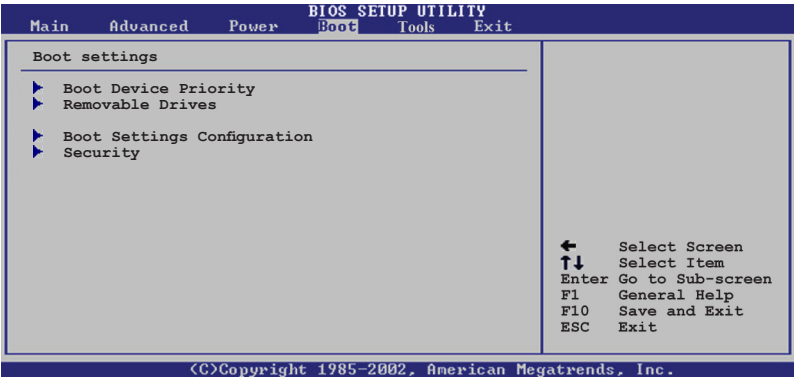 BIOS SETUP UTILITY
Main Advanced Power Boot Tools Exit
Boot settings
Boot Device Priority
Removable Drives
Boot Settings Configuration
Security
← Select Screen
↑↓ Select Item
Enter Go to Sub-screen
F1 General Help
F10 Save and Exit
ESC Exit
(C)Copyright 1985-2002, American Megatrends, Inc.